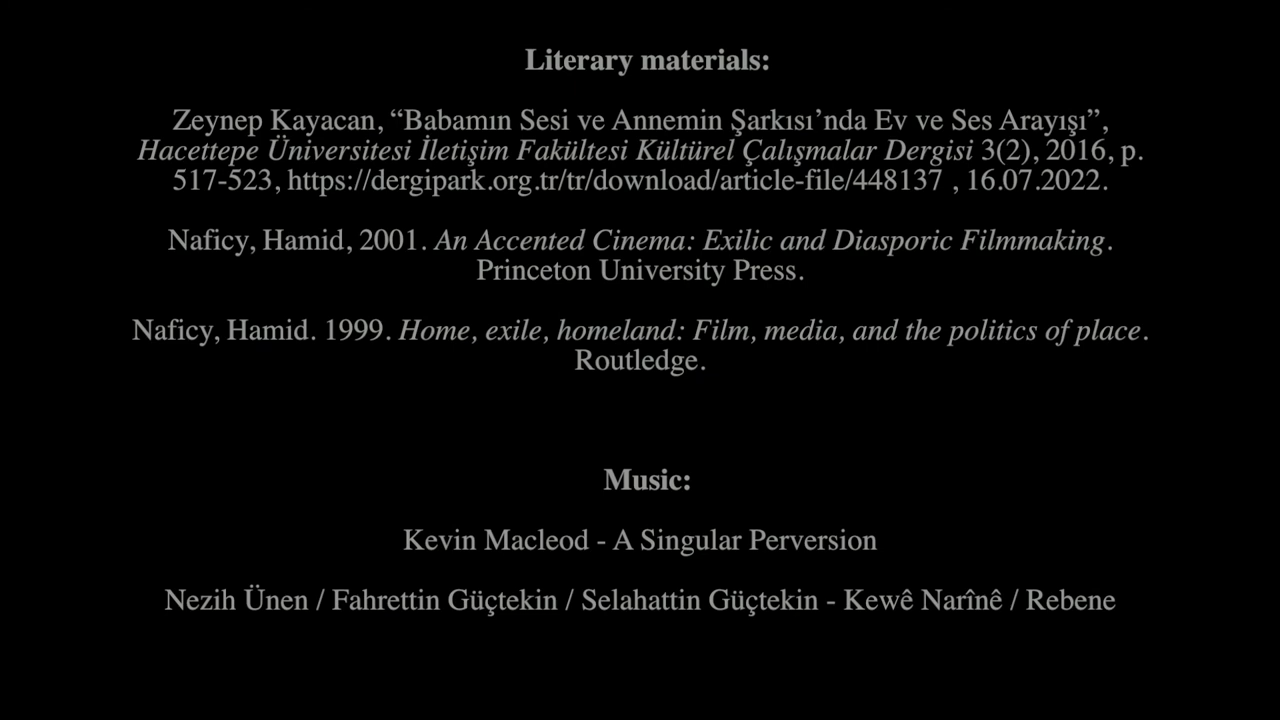 Literary materials:
Zeynep Kayacan, “Babamın Sesi ve Annemin Şarkısı’nda Ev ve Ses Arayışı”,
Hacettepe Üniversitesi İletişim Fakültesi Kültürel Çalışmalar Dergisi 3(2), 2016, p.
517-523, https://dergipark.org.tr/tr/download/article-file/448137 , 16.07.2022.
Naficy, Hamid, 2001. An Accented Cinema: Exilic and Diasporic Filmmaking.
Princeton University Press.
Naficy, Hamid. 1999. Home, exile, homeland: Film, media, and the politics of place.
Routledge.
Music:
Kevin Macleod - A Singular Perversion
Nezih Ünen / Fahrettin Güçtekin / Selahattin Güçtekin - Kewê Narînê / Rebene